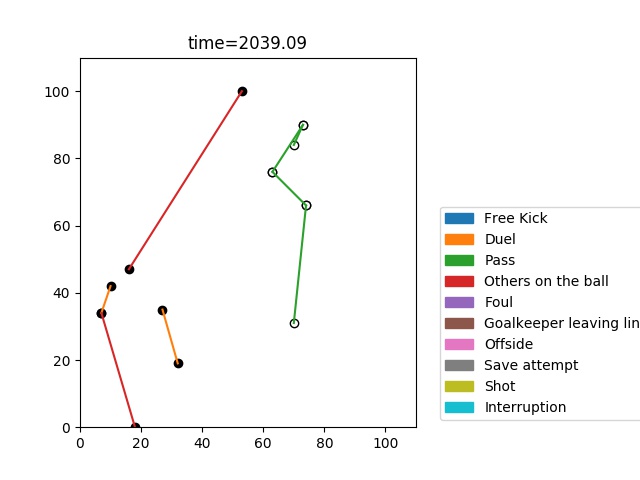 time=2039.09
100
80
60
40
20
0
0 20 40 60 80 100
Free Kick
Duel
Pass
Others on the ball
Foul
Goalkeeper leaving lin
Offside
Save attempt
Shot
Interruption